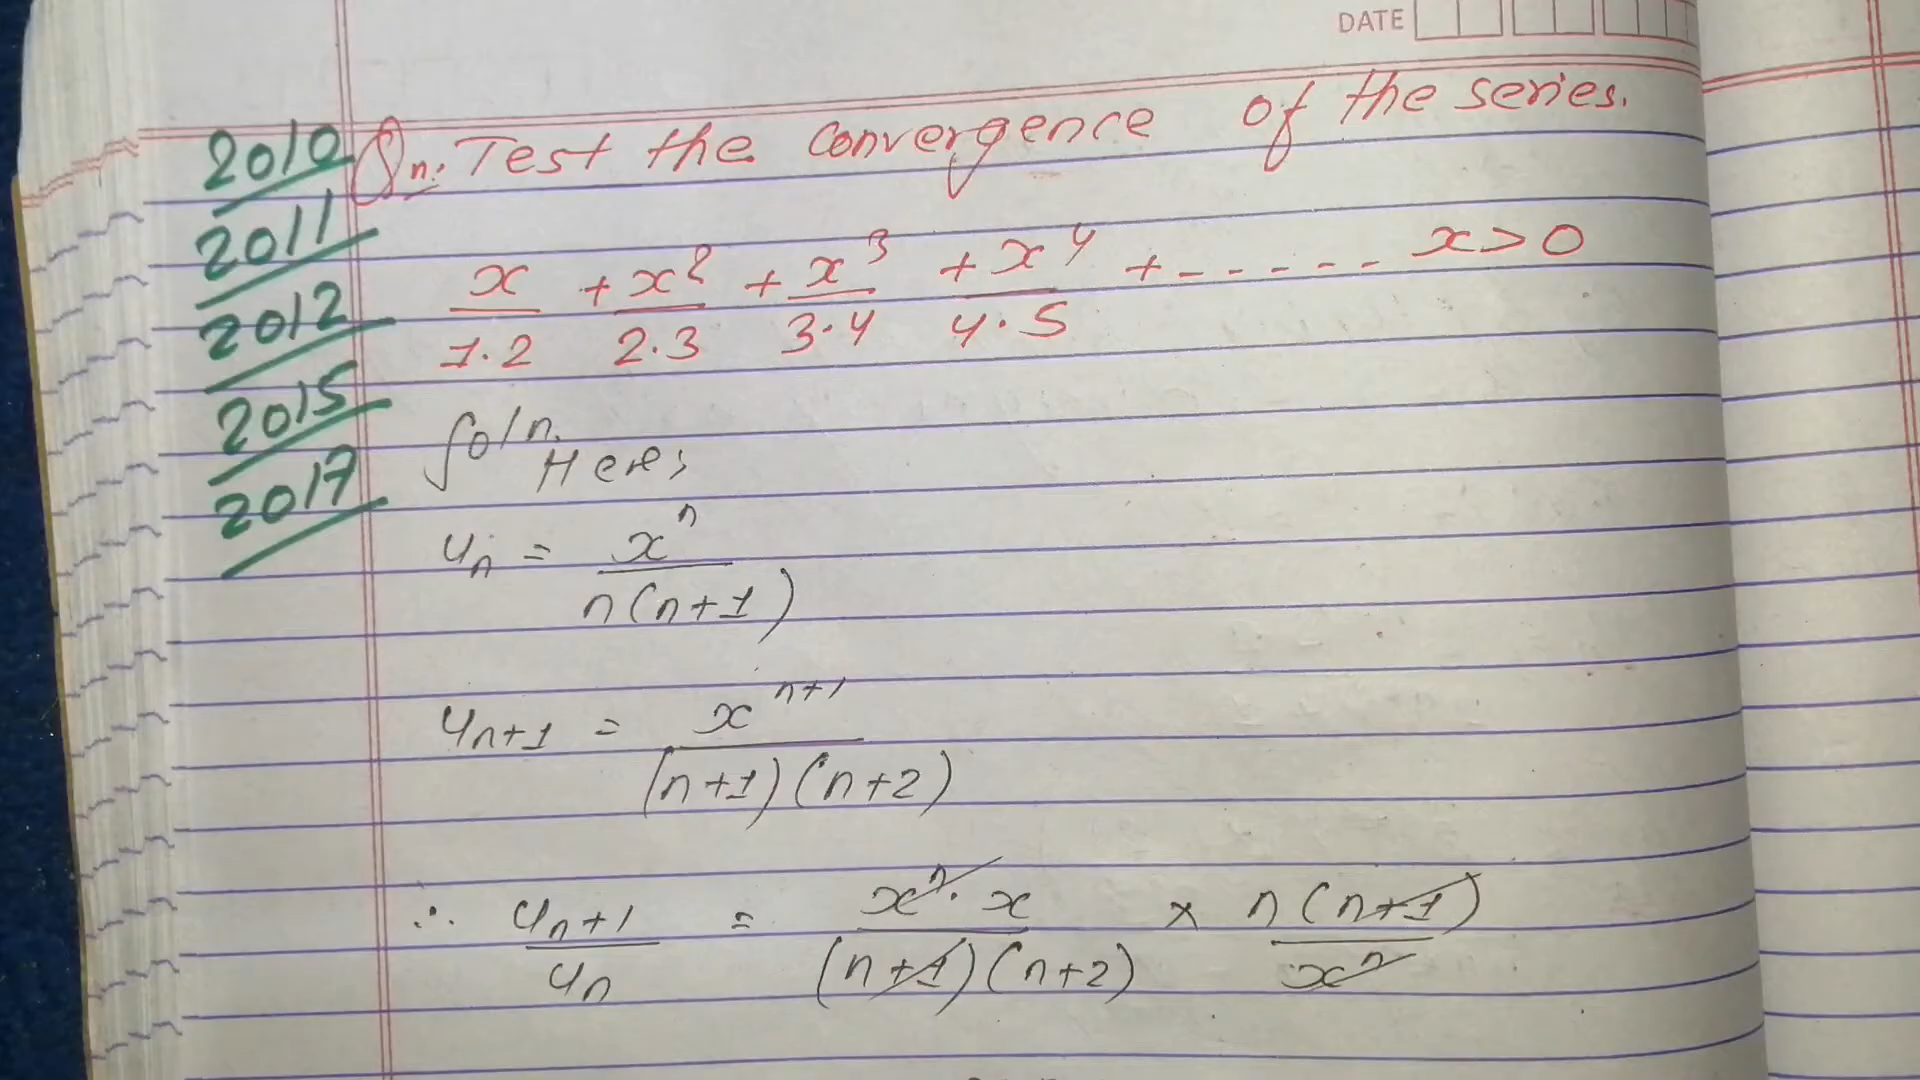 DATE
2010 Qn. Test the convergence of the series.
2011
x/1.2 + x²/2.3 + x³/3.4 + x⁴/4.5 + ------ x>0
2012
2015
Soln.
Here;
2017
uₙ = xⁿ/n(n+1)
uₙ₊₁ = xⁿ⁺¹/(n+1)(n+2)
∴ uₙ₊₁/uₙ = xⁿ.x/(n+1)(n+2) × n(n+1)/xⁿ